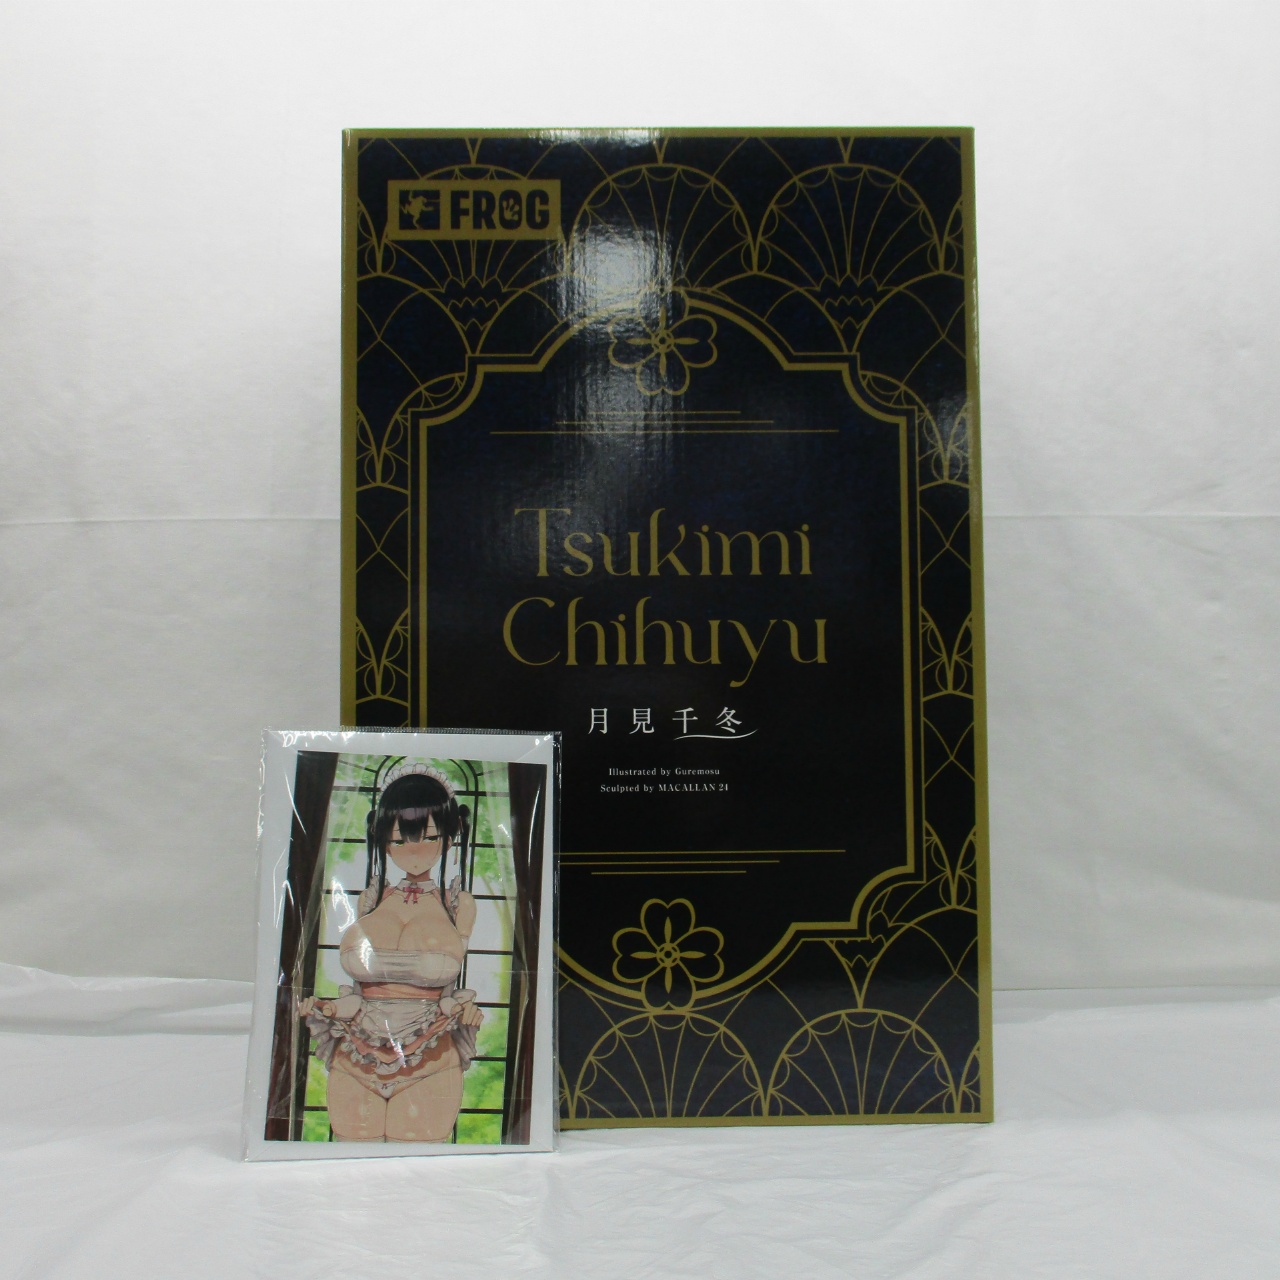 FROG
Tsukimi
Chihuyu
月見千冬
Illustrated by Guremosu
Sculpted by MACALLAN 24